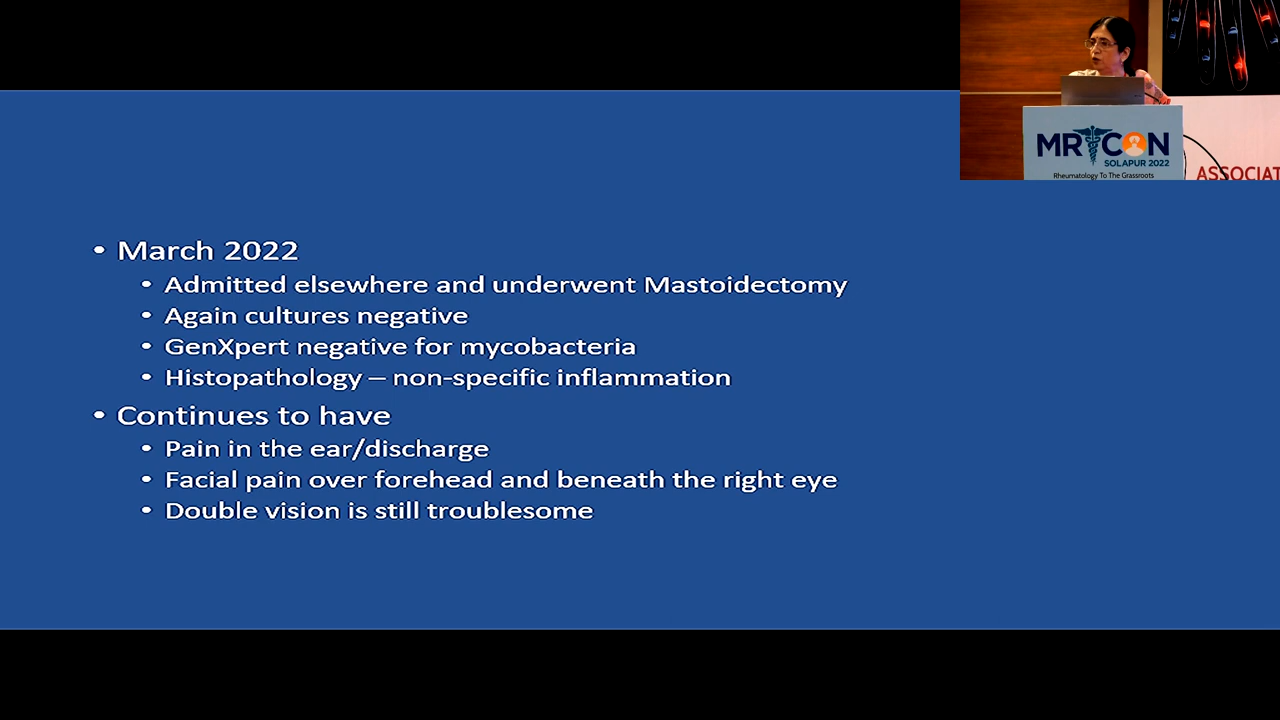 MRCON
SOLAPUR 2022
Rheumatology To The Grassroots
ASSOCIAT
• March 2022
• Admitted elsewhere and underwent Mastoidectomy
• Again cultures negative
• GenXpert negative for mycobacteria
• Histopathology – non-specific inflammation
• Continues to have
• Pain in the ear/discharge
• Facial pain over forehead and beneath the right eye
• Double vision is still troublesome